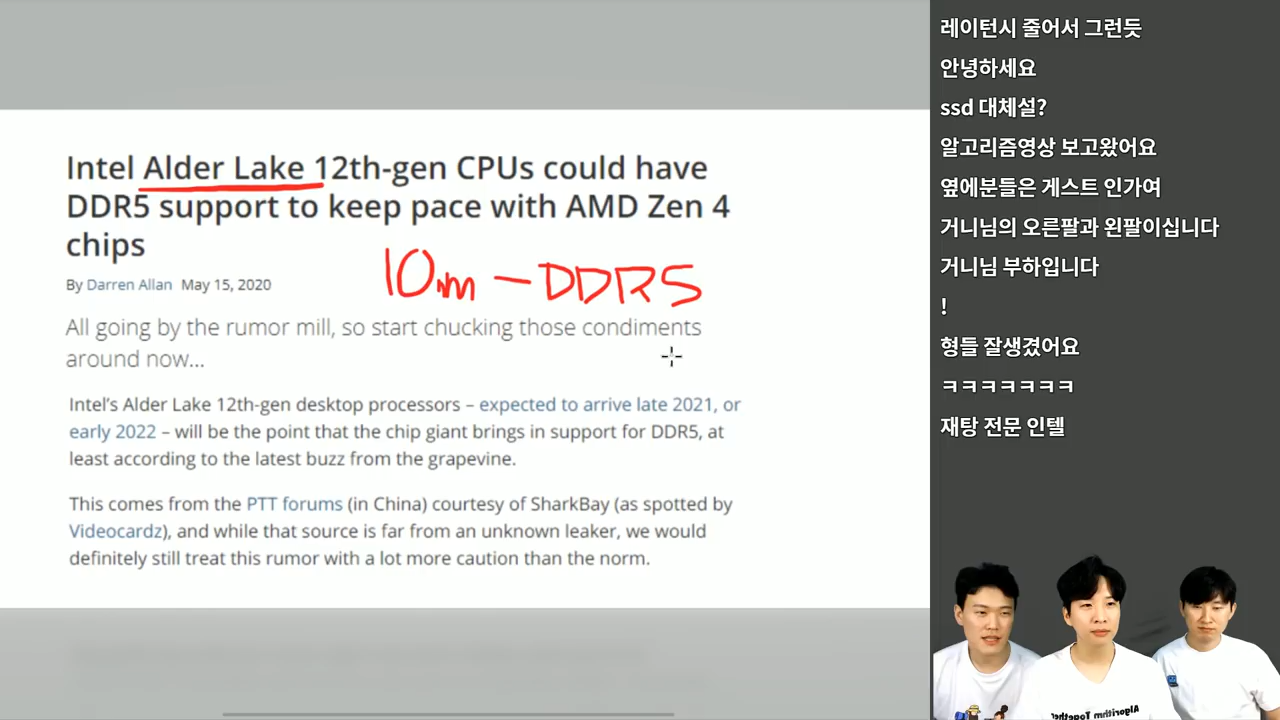 Intel Alder Lake 12th-gen CPUs could have
DDR5 support to keep pace with AMD Zen 4
chips
By Darren Allan May 15, 2020
10nm - DDR5
All going by the rumor mill, so start chucking those condiments
around now...
Intel's Alder Lake 12th-gen desktop processors – expected to arrive late 2021, or
early 2022 – will be the point that the chip giant brings in support for DDR5, at
least according to the latest buzz from the grapevine.
This comes from the PTT forums (in China) courtesy of SharkBay (as spotted by
Videocardz), and while that source is far from an unknown leaker, we would
definitely still treat this rumor with a lot more caution than the norm.
레이턴시 줄어서 그런듯
안녕하세요
ssd 대체설?
알고리즘영상 보고왔어요
옆에분들은 게스트 인가여
거니님의 오른팔과 왼팔이십니다
거니님 부하입니다
!
형들 잘생겼어요
ㅋㅋㅋㅋㅋㅋㅋ
재탕 전문 인텔
Algorithm Together